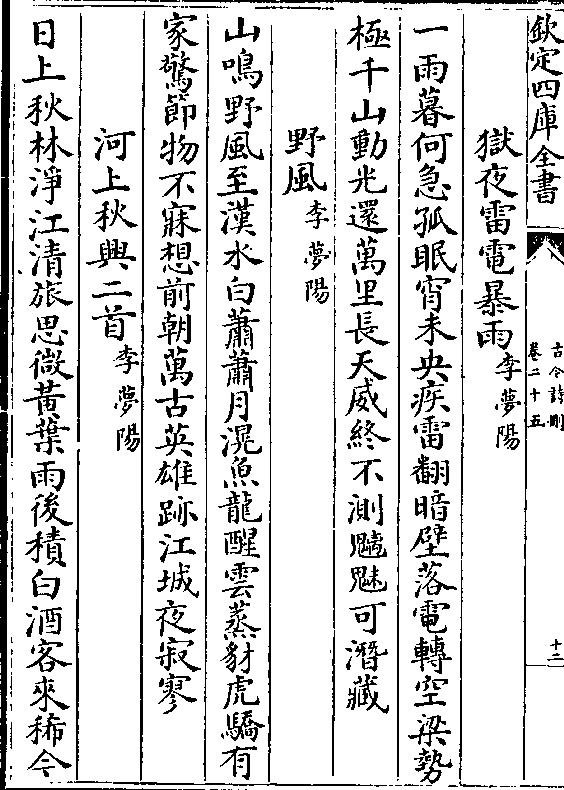 欽定四庫全書
古今詩刪
卷二十五
十二
獄夜雷電暴雨 李夢陽
一雨暮何急孤眠宵未央疾雷翻暗壁落電轉空梁勢
極千山動光還萬里長天威終不測魑魅可潛藏
野風 李夢陽
山鳴野風至漢水白蕭蕭月滉魚龍醒雲蒸豺虎驕有
家驚節物不寐想前朝萬古英雄跡江城夜寂寥
河上秋興二首 李夢陽
日上秋林淨江清旅思微黃葉雨後積白酒客來稀今